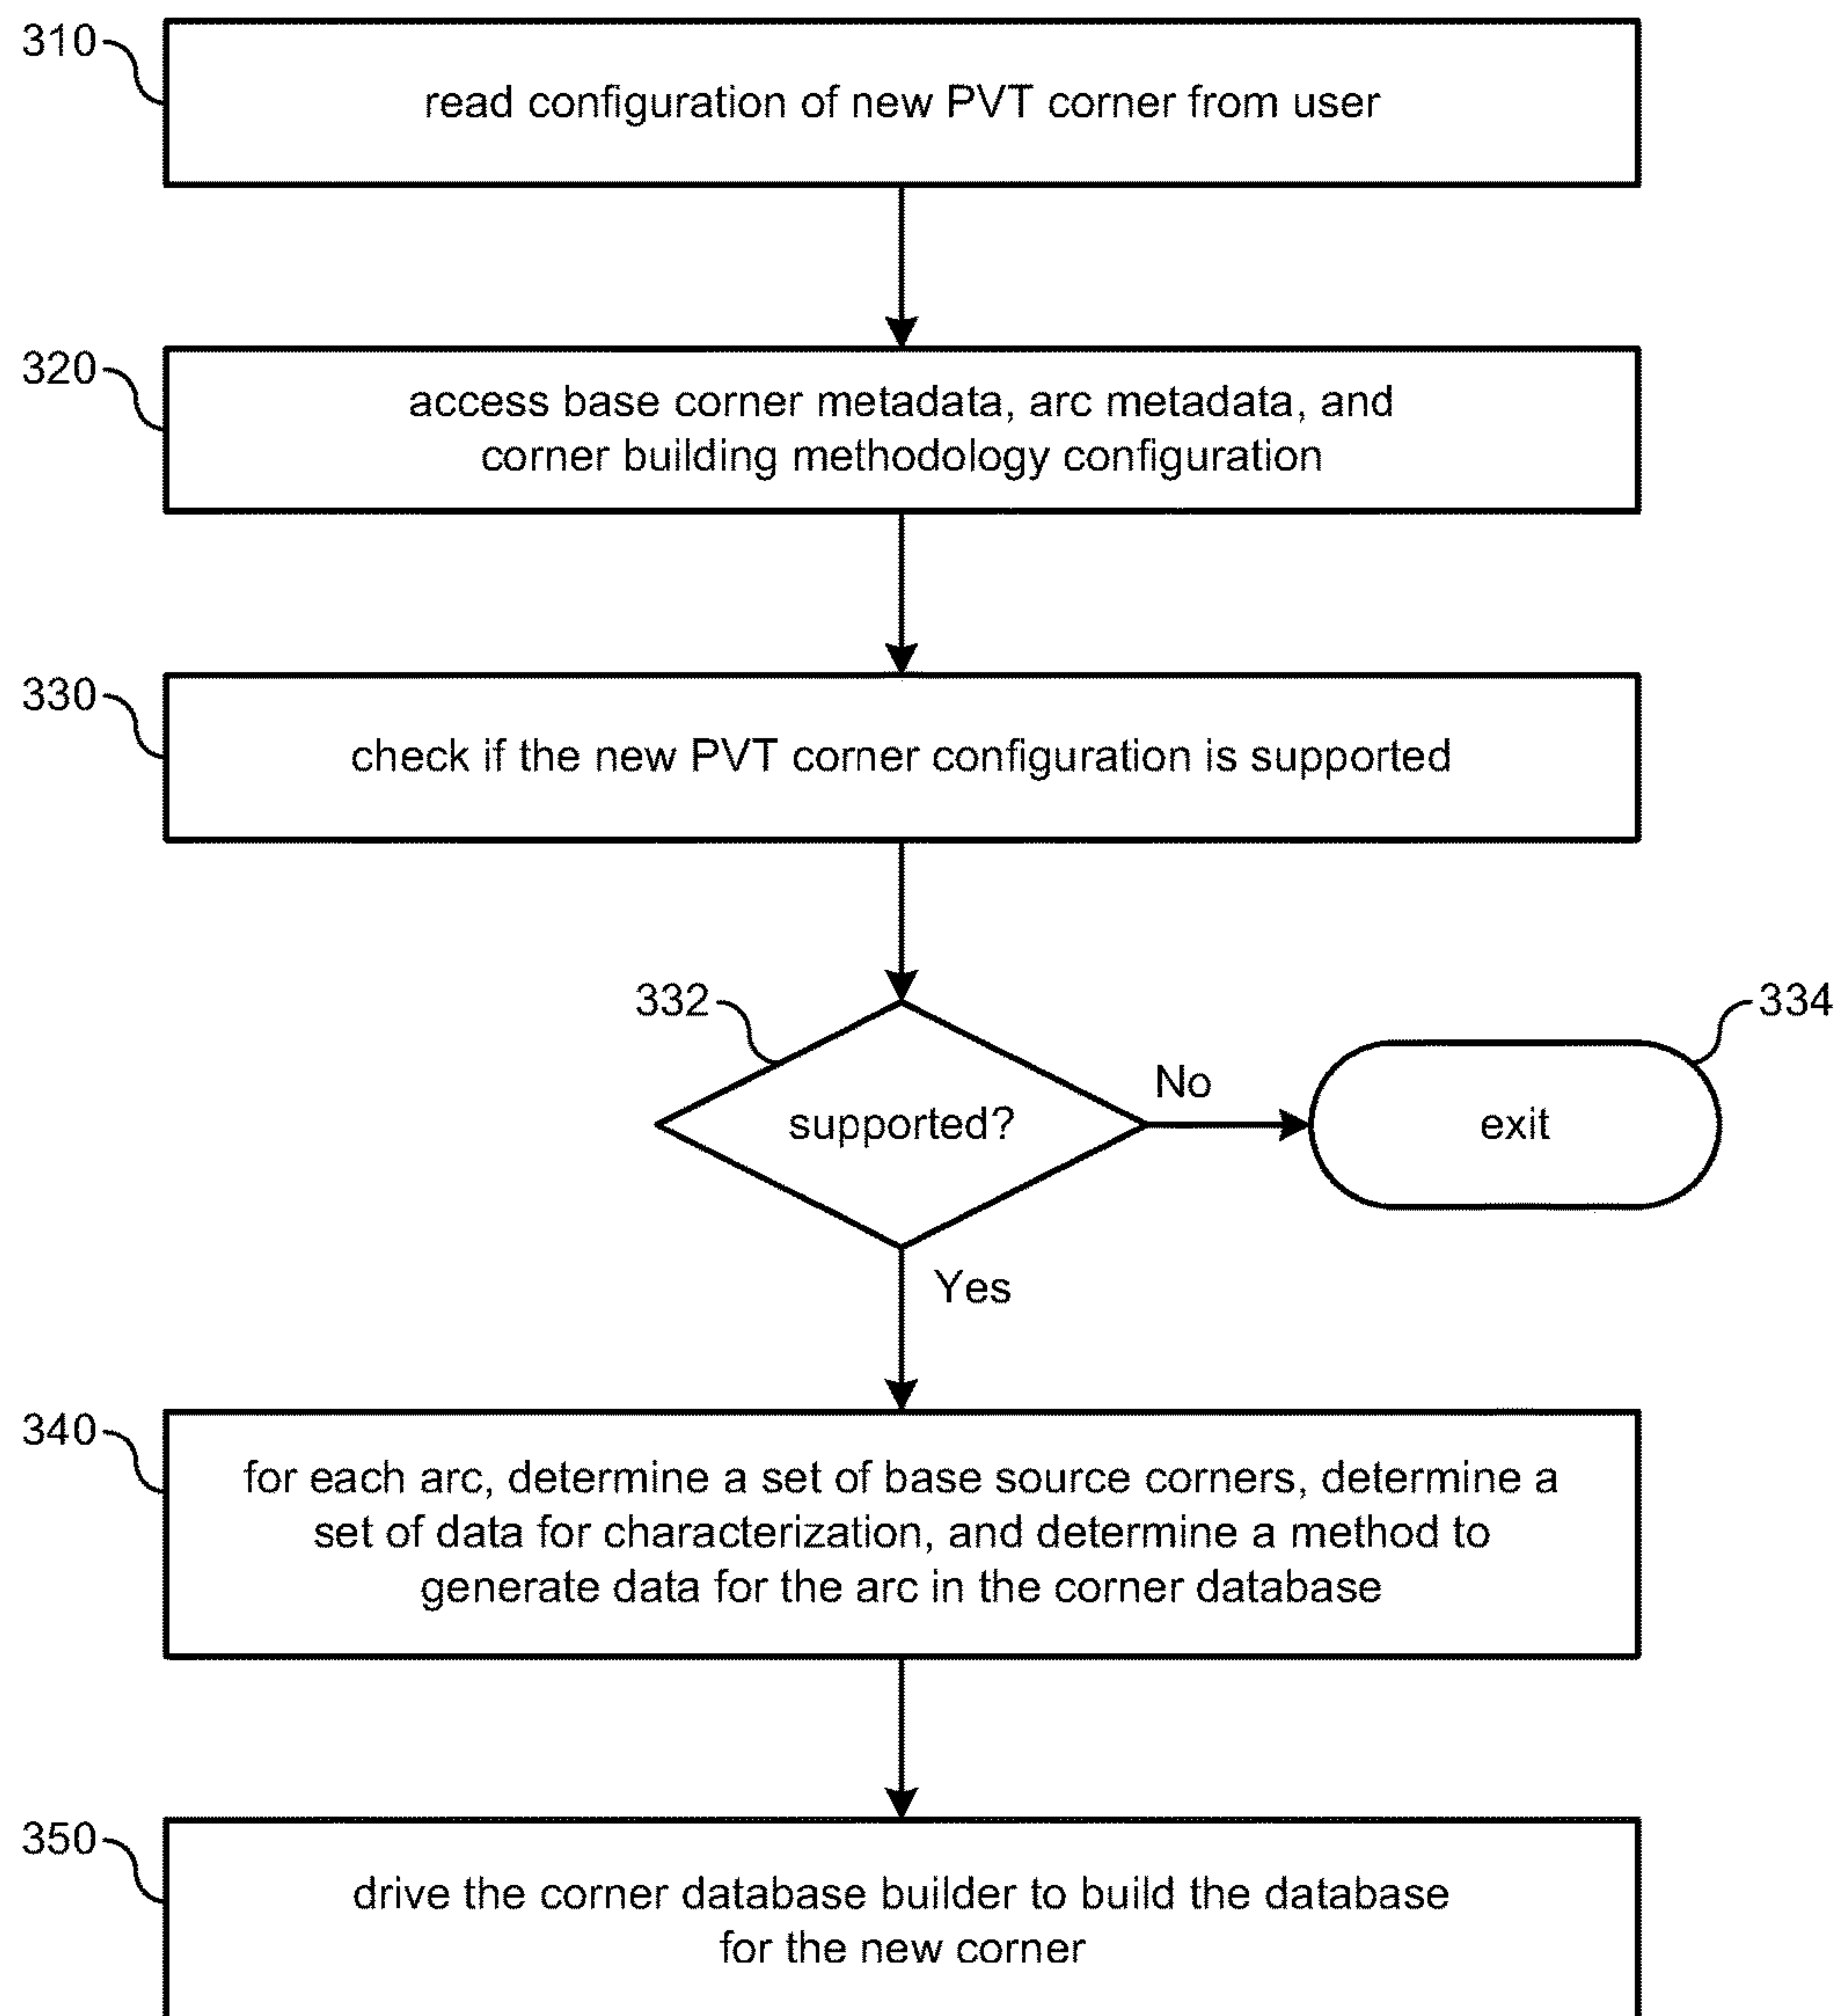 310
read configuration of new PVT corner from user
320
access base corner metadata, arc metadata, and
corner building methodology configuration
330
check if the new PVT corner configuration is supported
332
334
supported?
No
exit
Yes
340
for each arc, determine a set of base source corners, determine a
set of data for characterization, and determine a method to
generate data for the arc in the corner database
350
drive the corner database builder to build the database
for the new corner